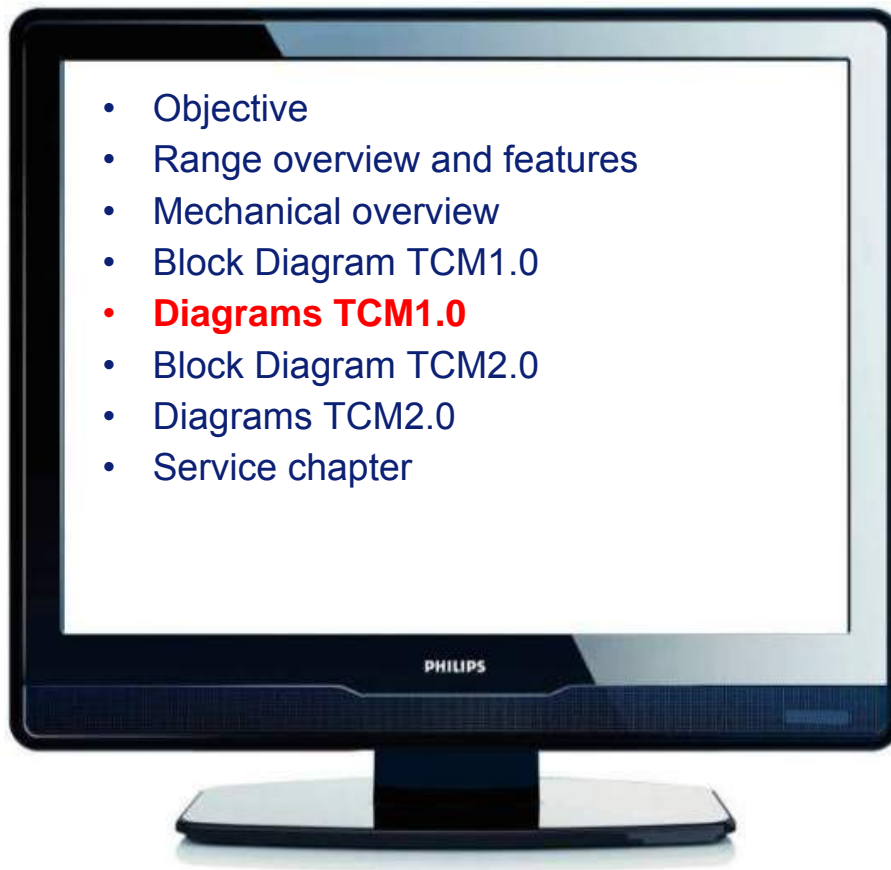 • Objective
• Range overview and features
• Mechanical overview
• Block Diagram TCM1.0
• Diagrams TCM1.0
• Block Diagram TCM2.0
• Diagrams TCM2.0
• Service chapter
PHILIPS